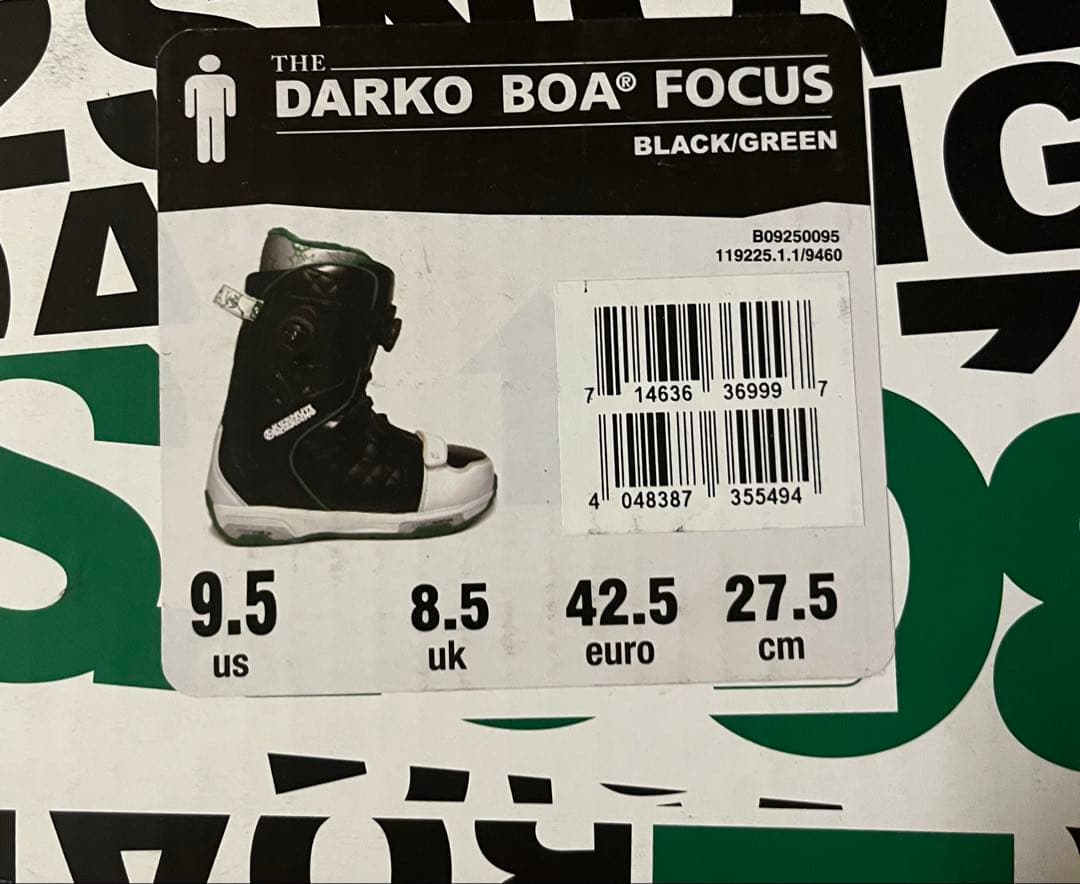 THE
DARKO BOA® FOCUS
BLACK/GREEN
B09250095
119225.1.1/9460
7 14636 36999 7
4 048387 355494
9.5 8.5 42.5 27.5
us uk euro cm